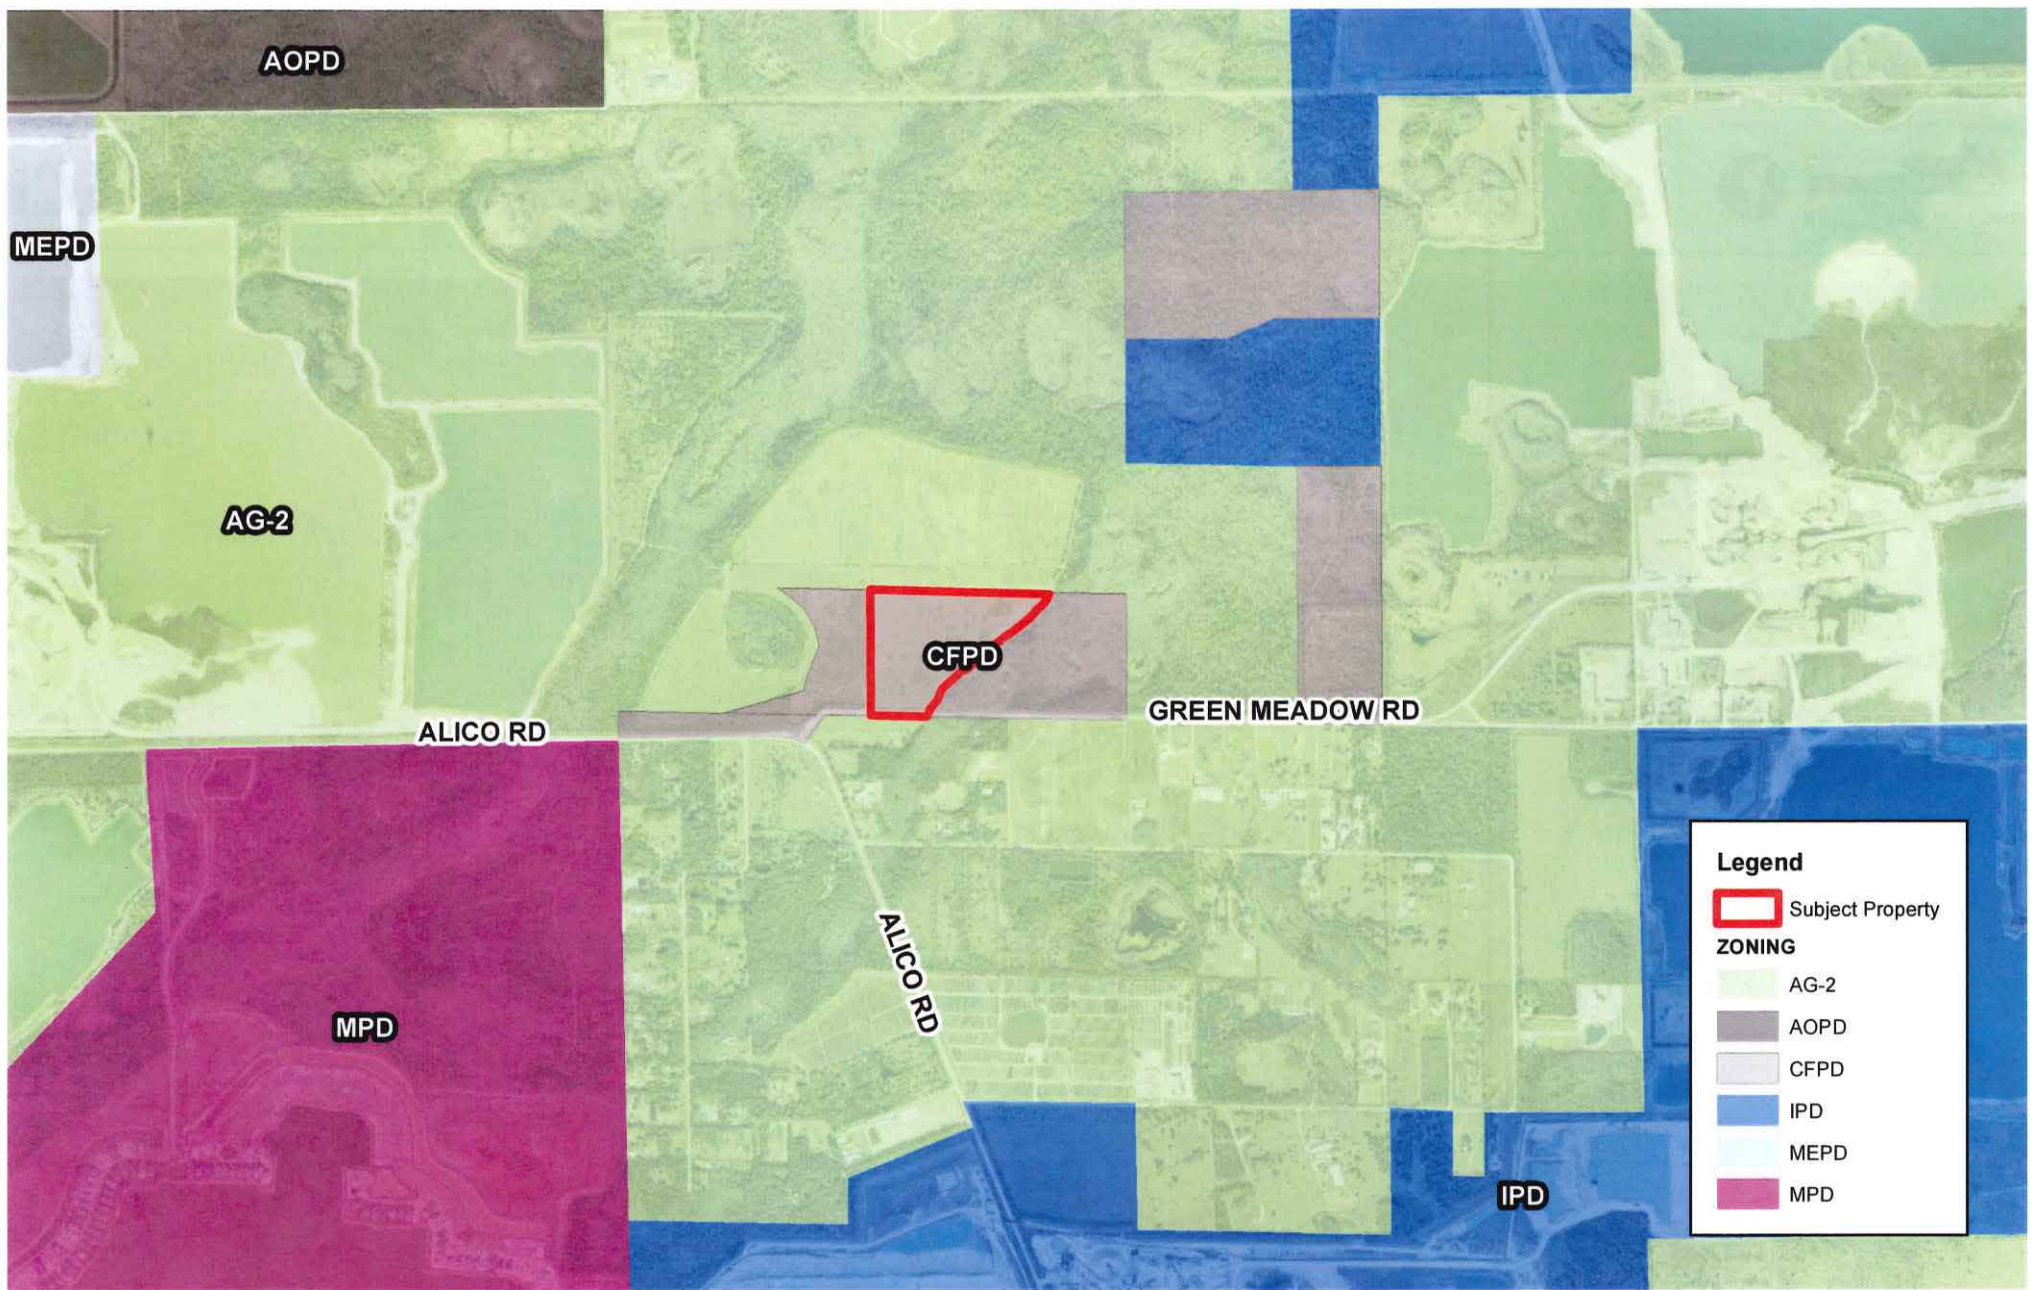 AOPD
MEPD
AG-2
CFPD
GREEN MEADOW RD
ALICO RD
ALICO RD
MPD
IPD
Legend
Subject Property
ZONING
AG-2
AOPD
CFPD
IPD
MEPD
MPD